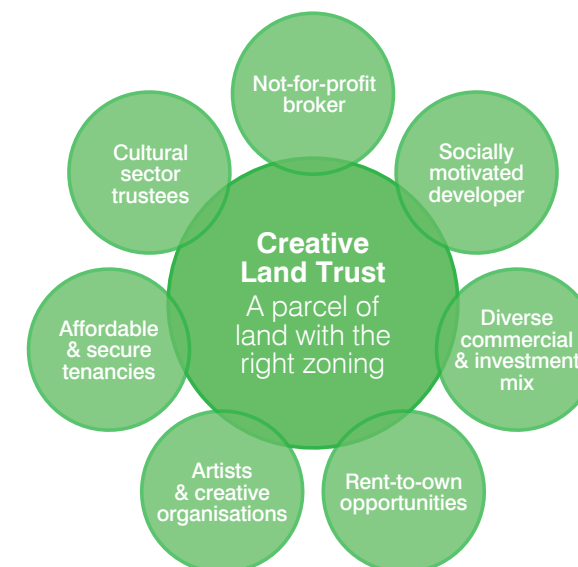 Not-for-profit
broker
Socially
motivated
developer
Diverse
commercial
& investment
mix
Rent-to-own
opportunities
Artists
& creative
organisations
Affordable
& secure
tenancies
Cultural
sector
trustees
Creative
Land Trust
A parcel of
land with the
right zoning